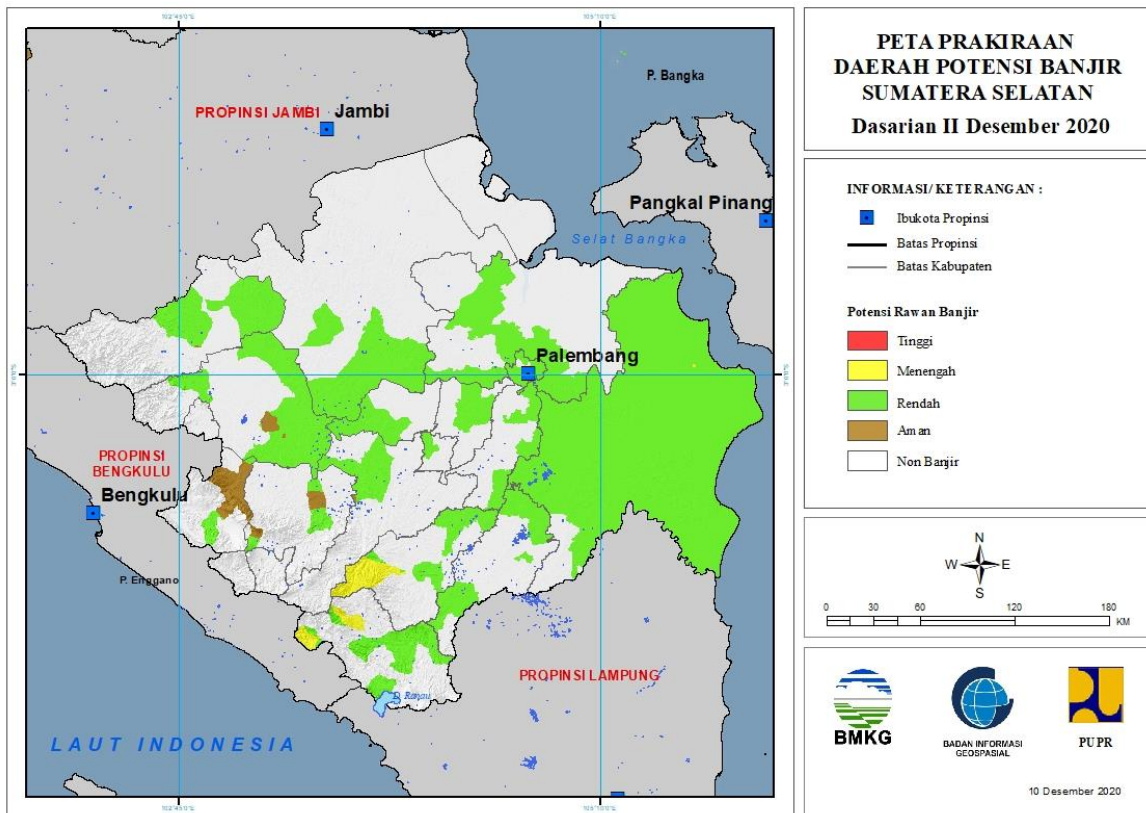 PETA PRAKIRAAN
DAERAH POTENSI BANJIR
SUMATERA SELATAN
Dasarian II Desember 2020
P. Bangka
PROPINSI JAMBI
Jambi
Pangkal Pinang
Selat Bangka
Palembang
PROPINSI
BENGKULU
Bengkulu
P. Enggano
PROPINSI LAMPUNG
D. Ranau
LAUT INDONESIA
INFORMASI/ KETERANGAN :
Ibukota Propinsi
Batas Propinsi
Batas Kabupaten
Potensi Rawan Banjir
Tinggi
Menengah
Rendah
Aman
Non Banjir
N
W E
S
0 30 60 120 180
KM
BMKG
BADAN INFORMASI
GEOSPASIAL
PUPR
10 Desember 2020